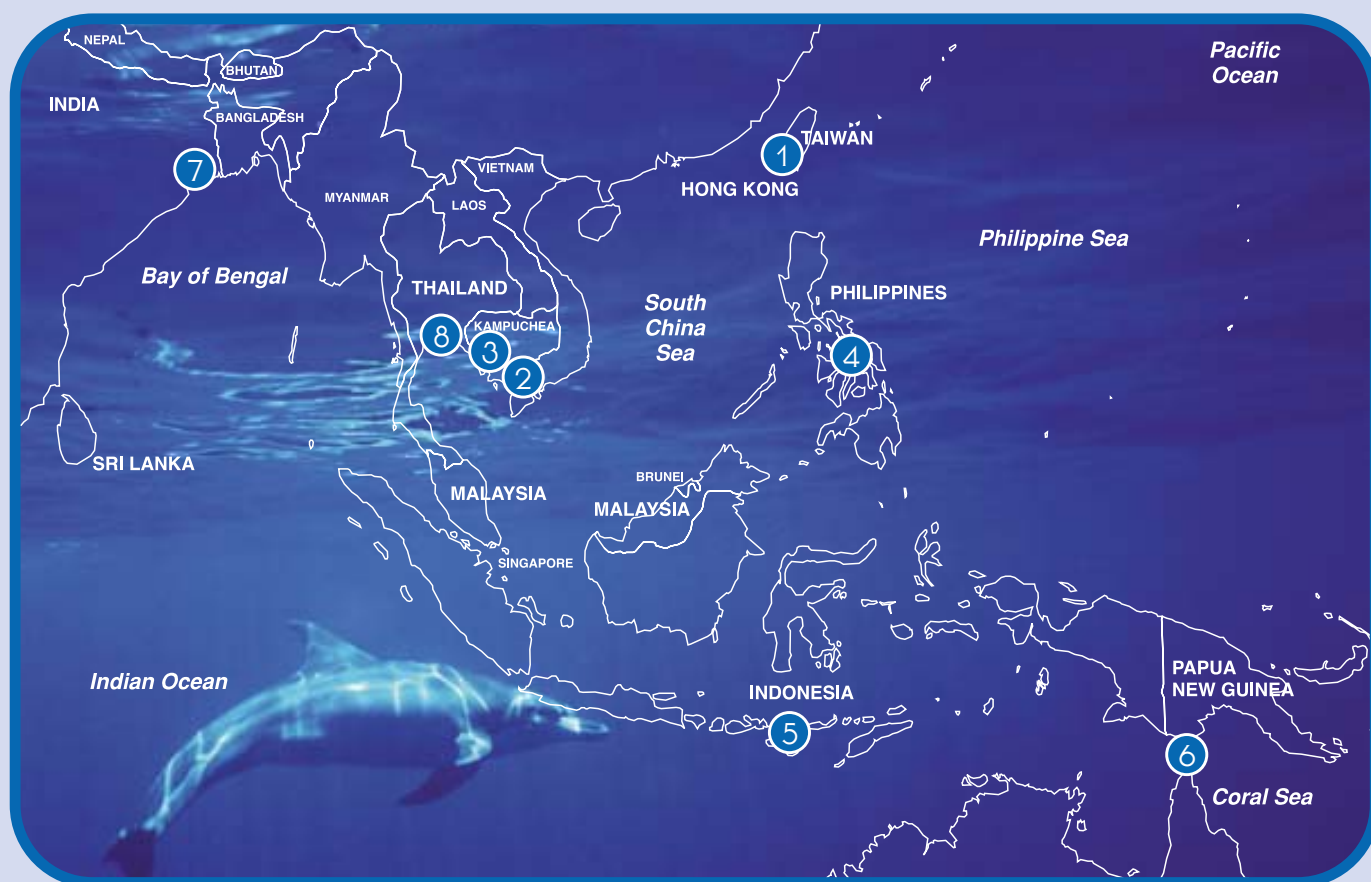 NEPAL
BHUTAN
INDIA
BANGLADESH
7
MYANMAR
VIETNAM
LAOS
1
TAIWAN
HONG KONG
Pacific
Ocean
Philippine Sea
Bay of Bengal
THAILAND
South
China
Sea
PHILIPPINES
8
KAMPUCHEA
3
2
4
SRI LANKA
MALAYSIA
BRUNEI
MALAYSIA
SINGAPORE
Indian Ocean
INDONESIA
5
PAPUA
NEW GUINEA
6
Coral Sea